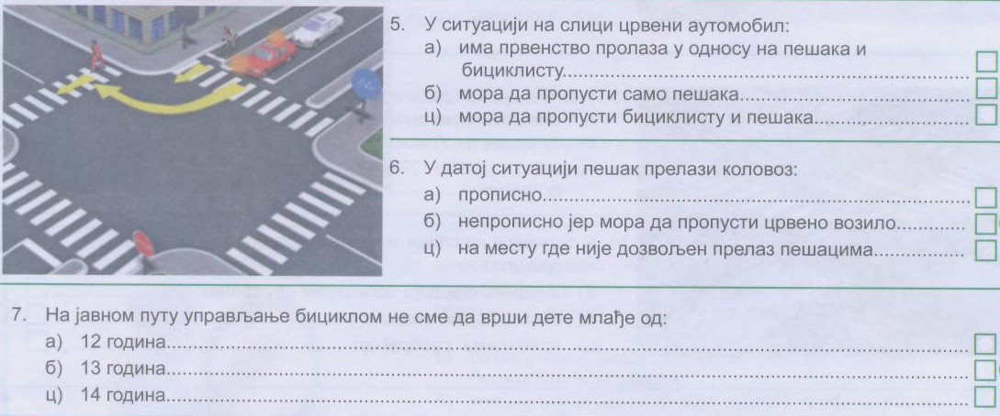 5. У ситуацији на слици црвени аутомобил:
а) има првенство пролаза у односу на пешака и
бициклисту
б) мора да пропусти само пешака
ц) мора да пропусти бициклисту и пешака
6. У датој ситуацији пешак прелази коловоз:
а) прописно
б) непрописно јер мора да пропусти црвено возило
ц) на месту где није дозвољен прелаз пешацима
7. На јавном путу управљање бициклом не сме да врши дете млађе од:
а) 12 година
б) 13 година
ц) 14 година